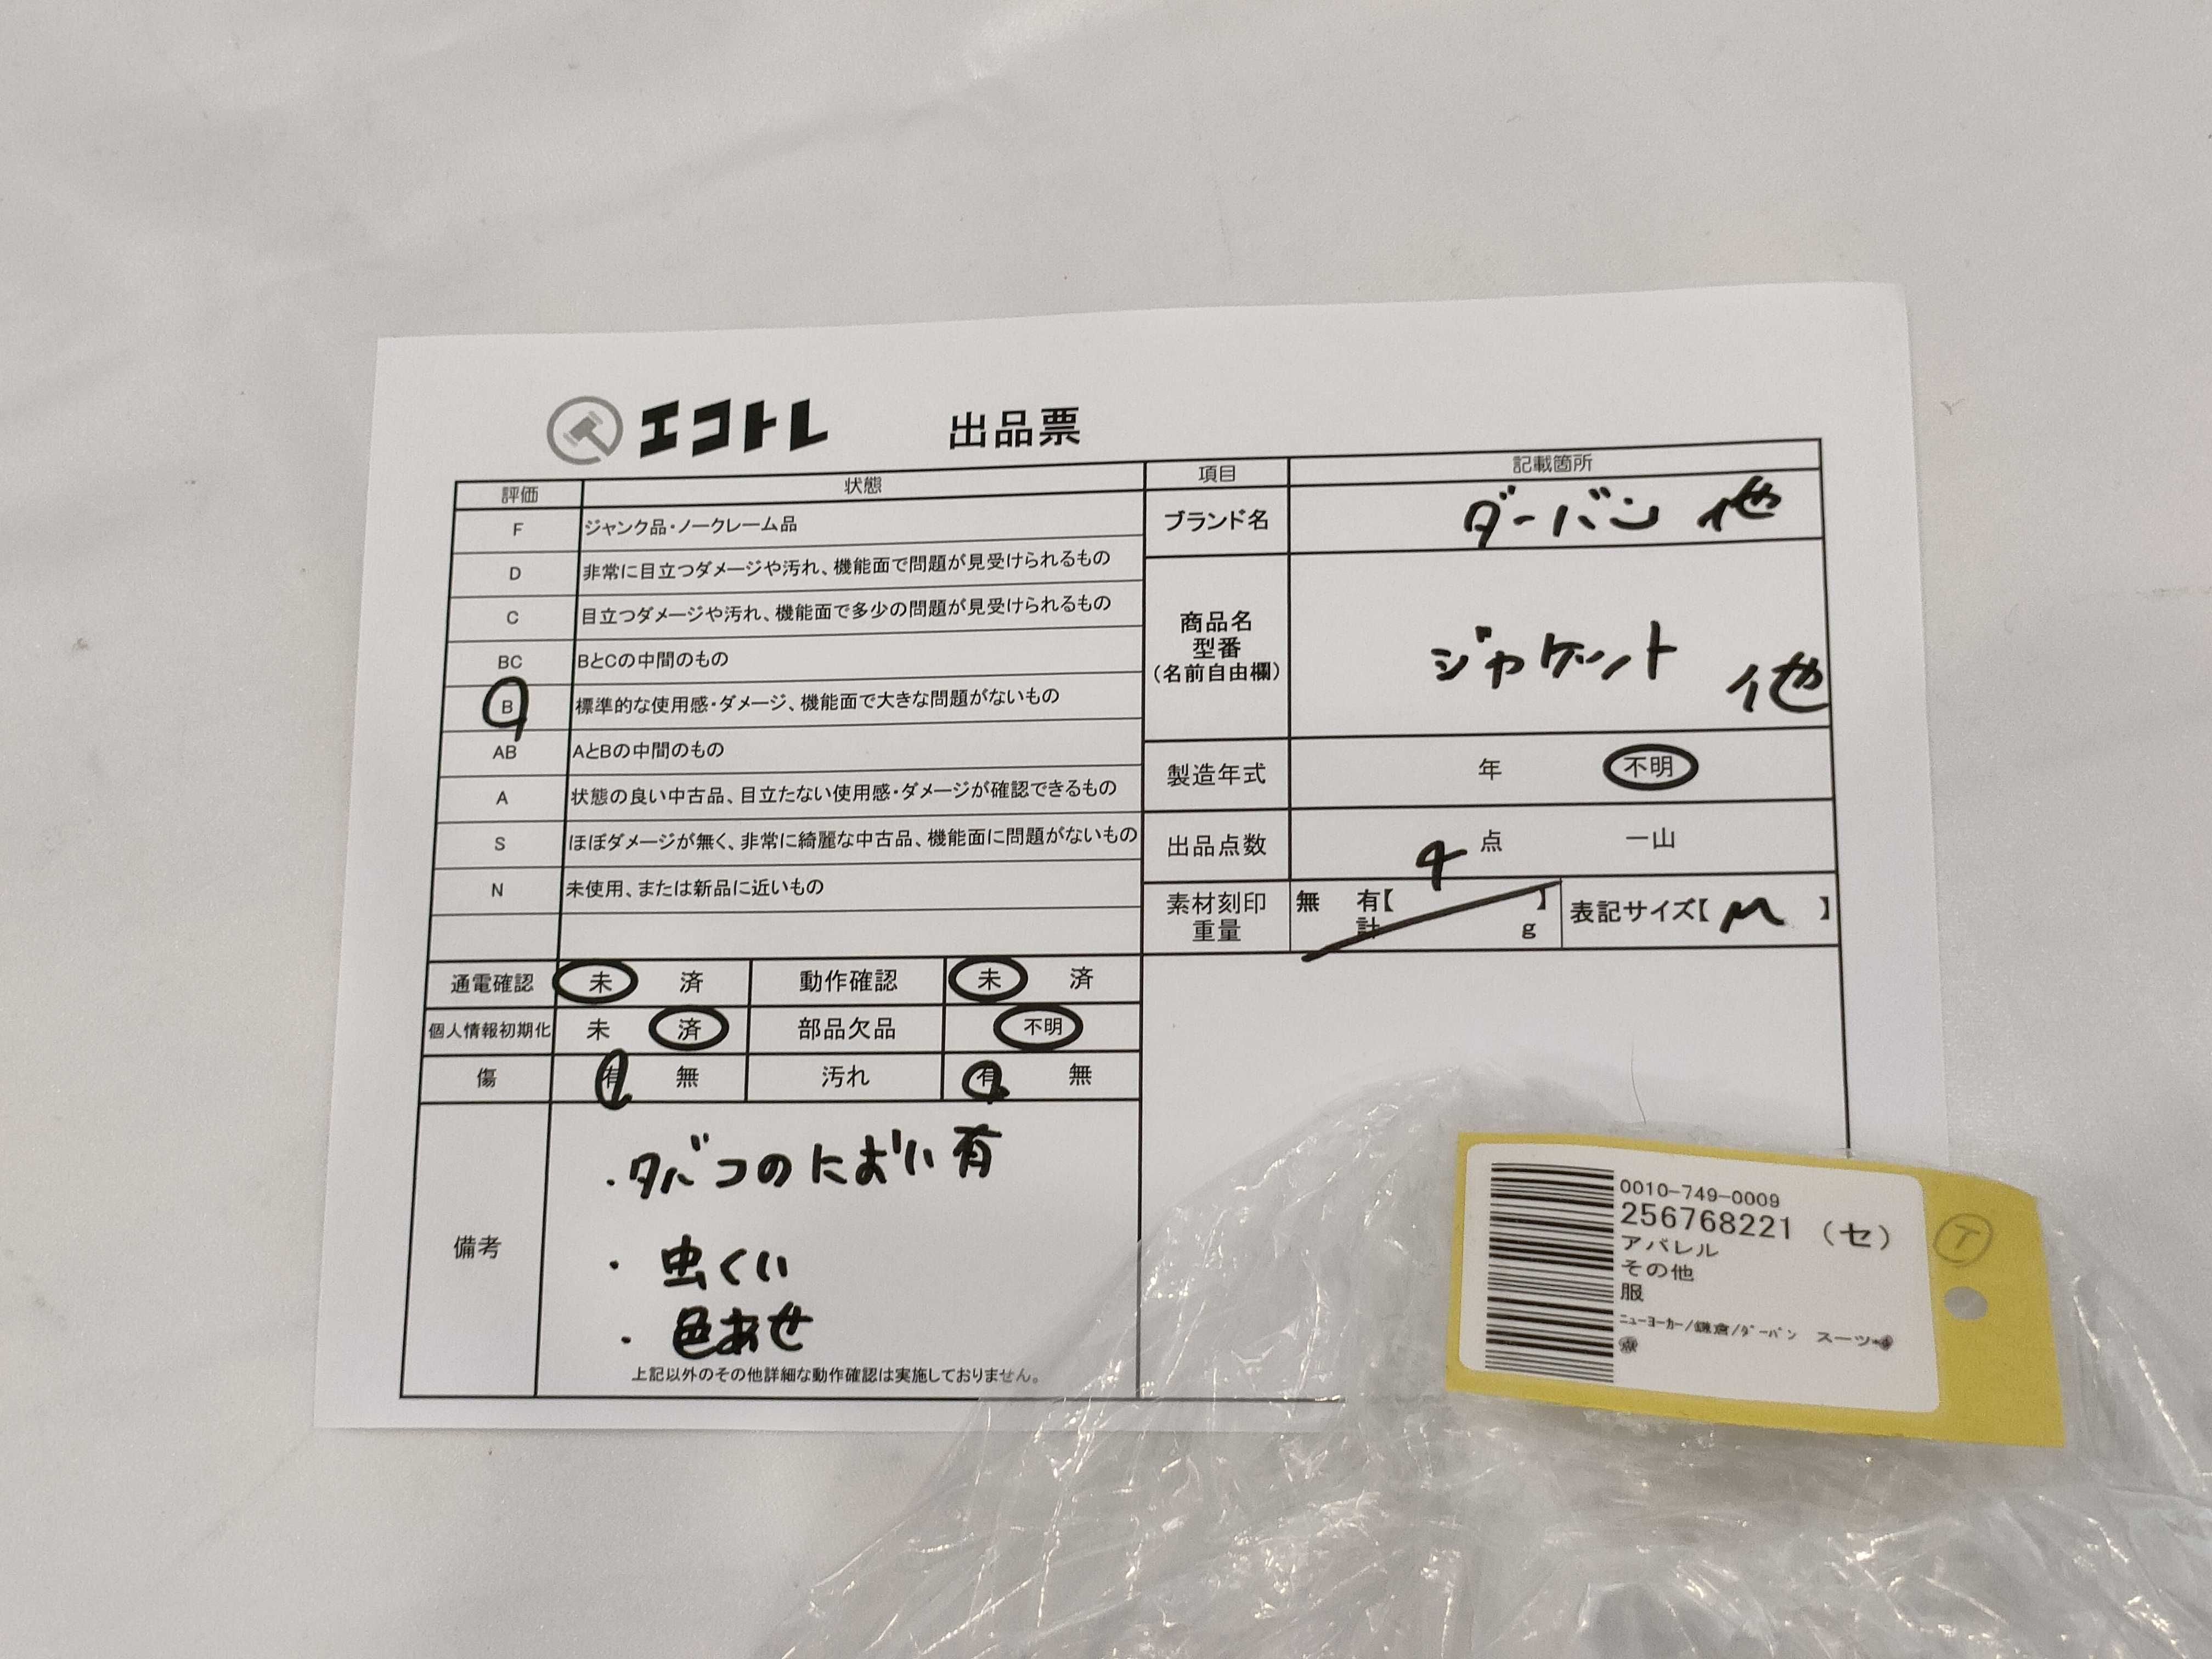 エコトレ 出品票
評価 状態
F ジャンク品・ノークレーム品
D 非常に目立つダメージや汚れ、機能面で問題が見受けられるもの
C 目立つダメージや汚れ、機能面で多少の問題が見受けられるもの
BC BとCの中間のもの
B 標準的な使用感・ダメージ、機能面で大きな問題がないもの
AB AとBの中間のもの
A 状態の良い中古品、目立たない使用感・ダメージが確認できるもの
S ほぼダメージが無く、非常に綺麗な中古品、機能面に問題がないもの
N 未使用、または新品に近いもの
項目 記載箇所
ブランド名 ダーバン 他
商品名
型番
(名前自由欄)
ジャケット 他
製造年式 年 不明
出品点数 4 点 一山
素材刻印 無 有【 】
重量 計 g
表記サイズ【 M 】
通電確認 未 済 動作確認 未 済
個人情報初期化 未 済 部品欠品 不明
傷 有 無 汚れ 有 無
備考
・タバコのにおい有
・虫くい
・色あせ
上記以外のその他詳細な動作確認は実施しておりません。
0010-749-0009
256768221 (セ)
アパレル
その他
服
ニューヨーカー/鎌倉/ダーバン スーツ
T